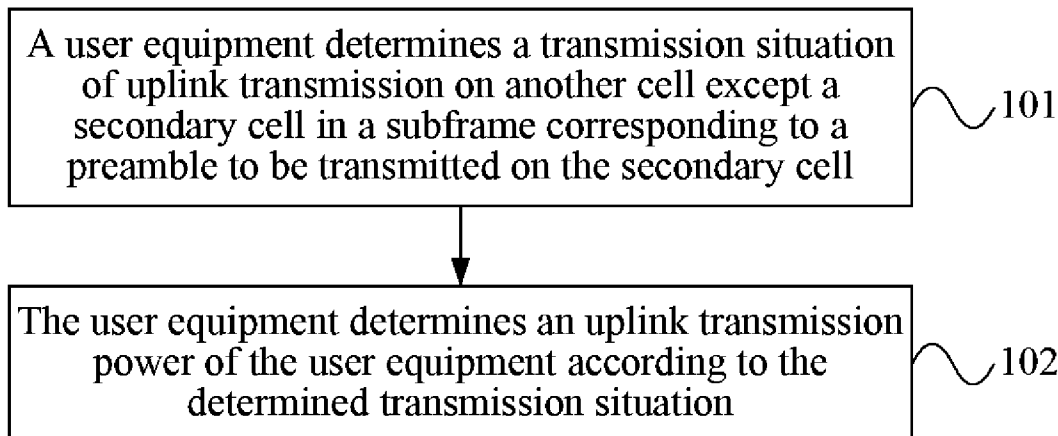 A user equipment determines a transmission situation
of uplink transmission on another cell except a
secondary cell in a subframe corresponding to a
preamble to be transmitted on the secondary cell
101
The user equipment determines an uplink transmission
power of the user equipment according to the
determined transmission situation
102